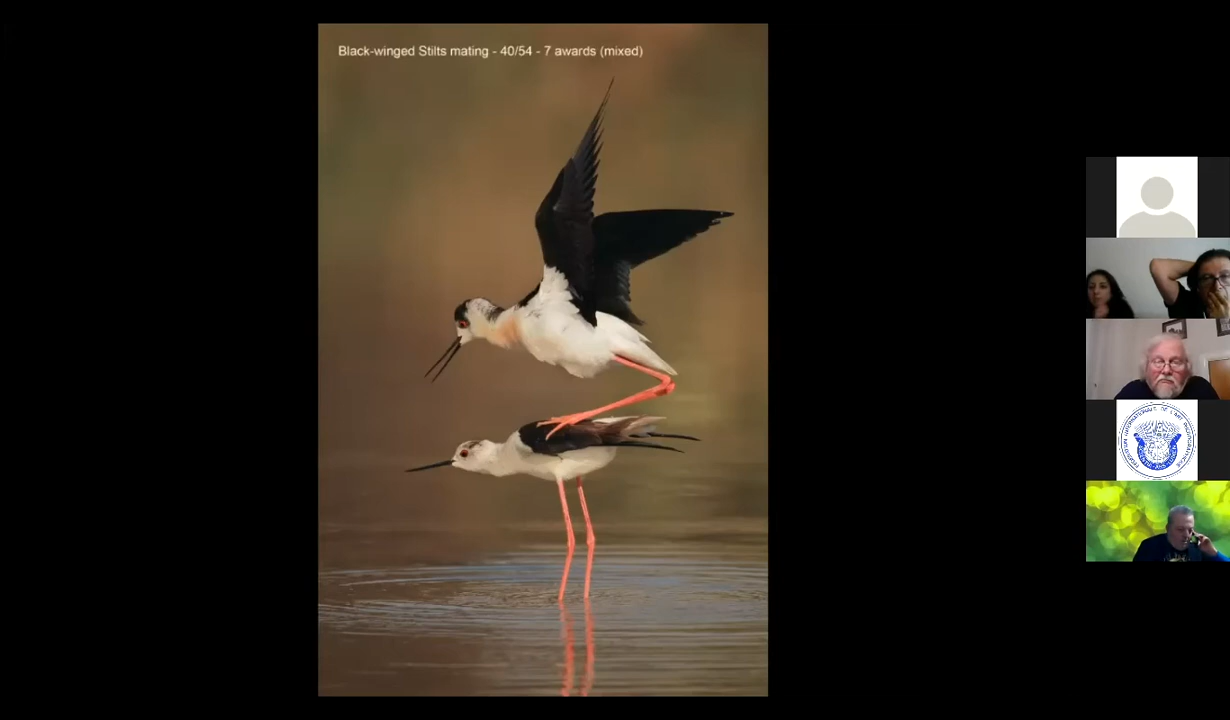 Black-winged Stilts mating - 40/54 - 7 awards (mixed)